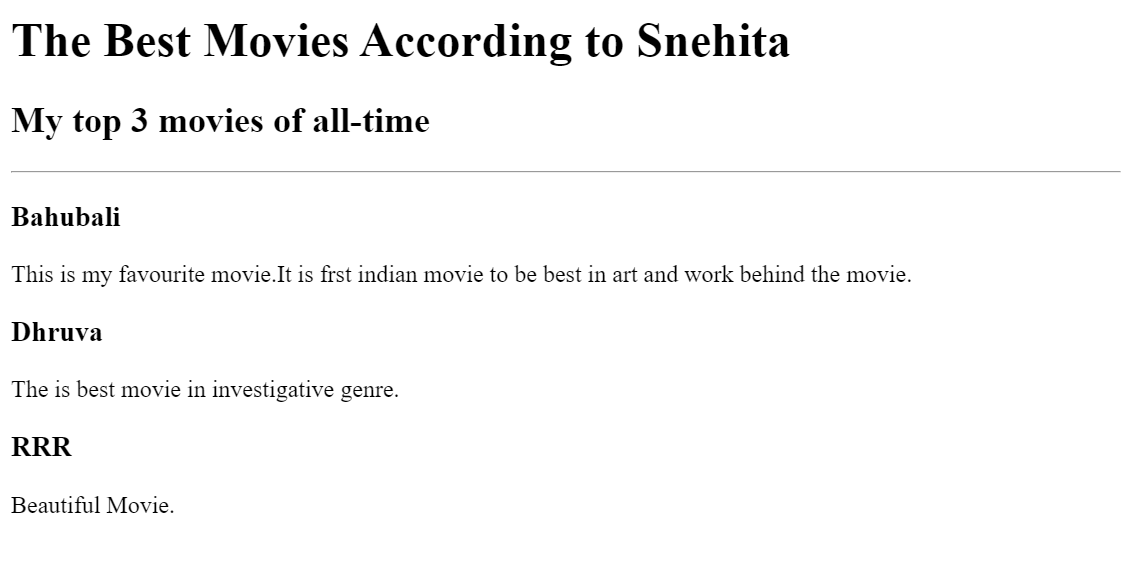 The Best Movies According to Snehita
My top 3 movies of all-time
Bahubali
This is my favourite movie.It is frst indian movie to be best in art and work behind the movie.
Dhruva
The is best movie in investigative genre.
RRR
Beautiful Movie.